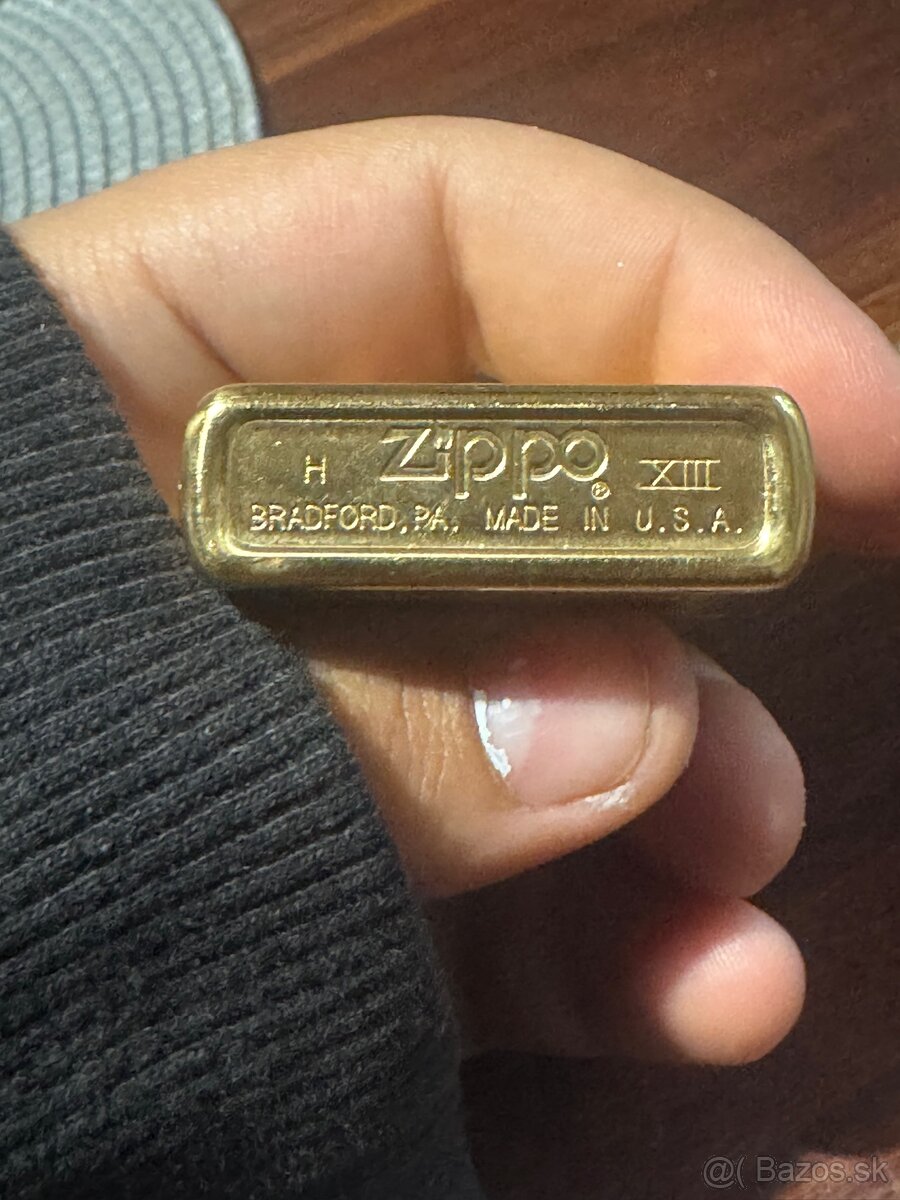 H Zippo® XIII
BRADFORD, PA. MADE IN U.S.A.
@( Bazos.sk